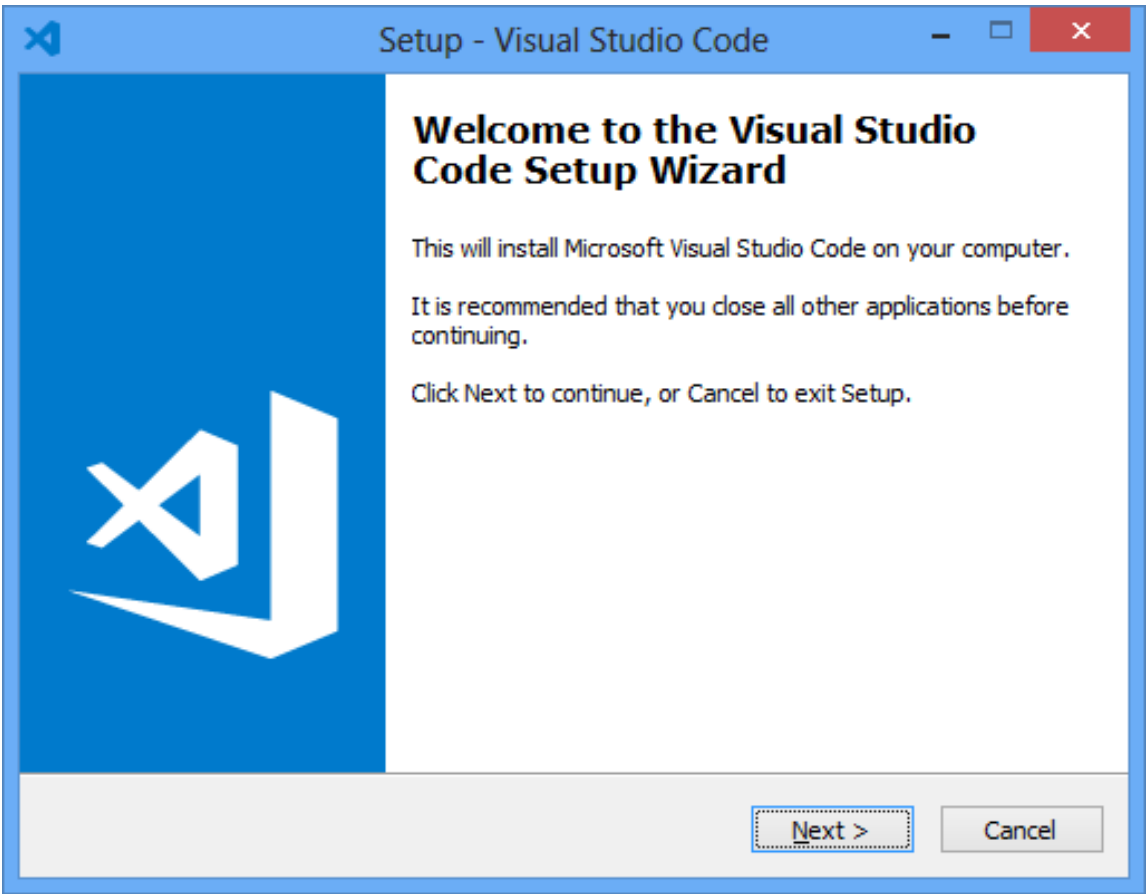 Setup - Visual Studio Code
Welcome to the Visual Studio
Code Setup Wizard
This will install Microsoft Visual Studio Code on your computer.
It is recommended that you close all other applications before
continuing.
Click Next to continue, or Cancel to exit Setup.
Next >
Cancel